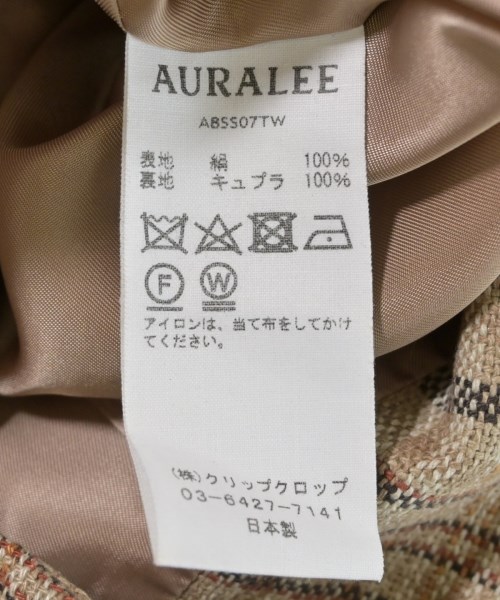 AURALEE
A8SS07TW
表地 絹 100%
裏地 キュプラ 100%
F W
アイロンは、当て布をしてかけ
てください。
(株)クリップクロップ
03-6427-7141
日本製